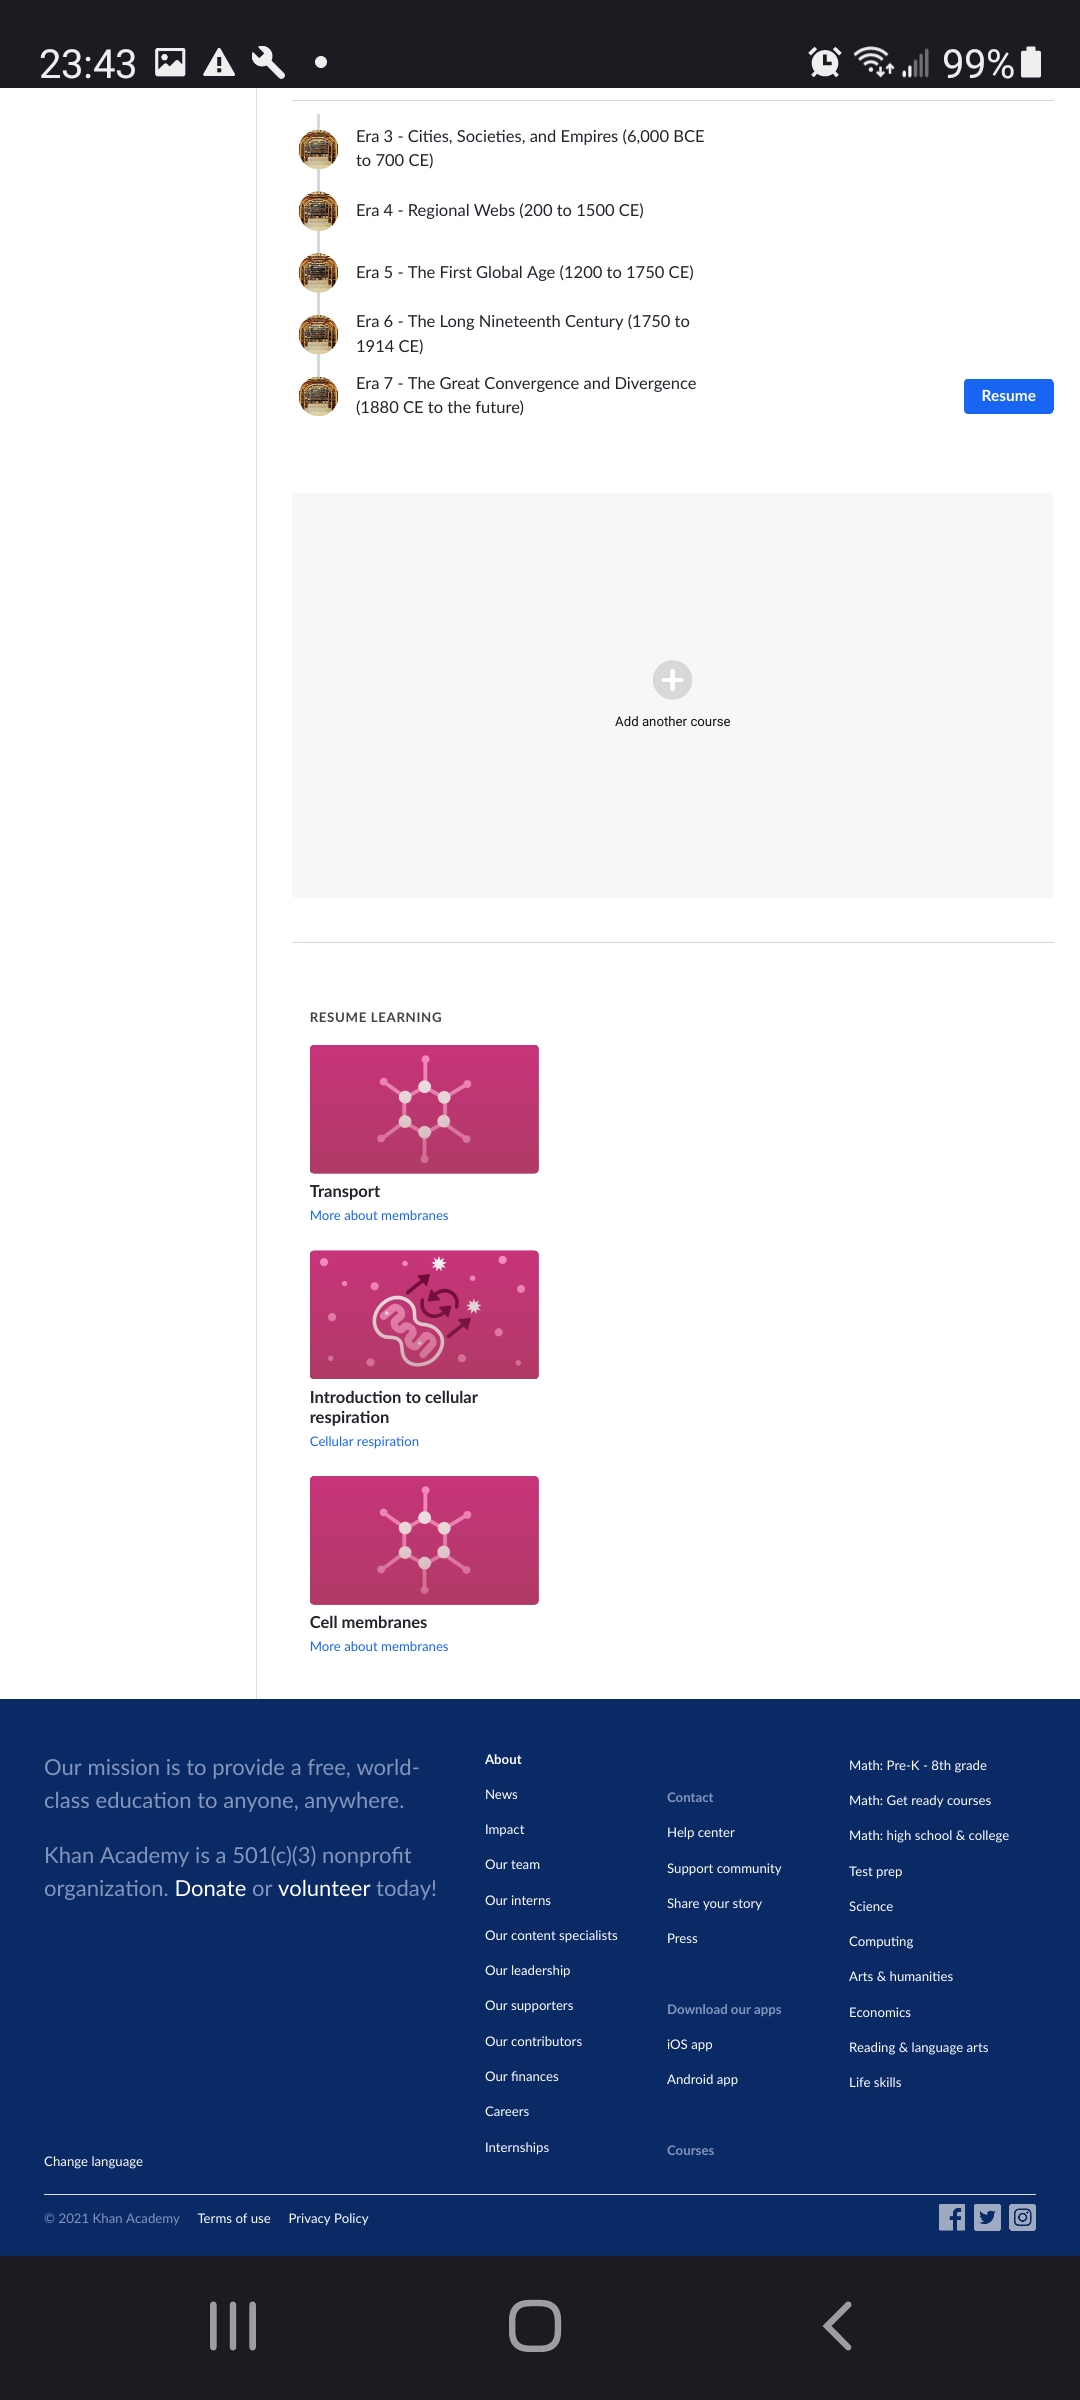 23:43
99%
Era 3 - Cities, Societies, and Empires (6,000 BCE
to 700 CE)
Era 4 - Regional Webs (200 to 1500 CE)
Era 5 - The First Global Age (1200 to 1750 CE)
Era 6 - The Long Nineteenth Century (1750 to
1914 CE)
Era 7 - The Great Convergence and Divergence
(1880 CE to the future)
Resume
Add another course
RESUME LEARNING
Transport
More about membranes
Introduction to cellular
respiration
Cellular respiration
Cell membranes
More about membranes
Our mission is to provide a free, world-
class education to anyone, anywhere.
Khan Academy is a 501(c)(3) nonprofit
organization. Donate or volunteer today!
About
News
Impact
Our team
Our interns
Our content specialists
Our leadership
Our supporters
Our contributors
Our finances
Careers
Internships
Contact
Help center
Support community
Share your story
Press
Download our apps
iOS app
Android app
Courses
Math: Pre-K - 8th grade
Math: Get ready courses
Math: high school & college
Test prep
Science
Computing
Arts & humanities
Economics
Reading & language arts
Life skills
Change language
© 2021 Khan Academy Terms of use Privacy Policy